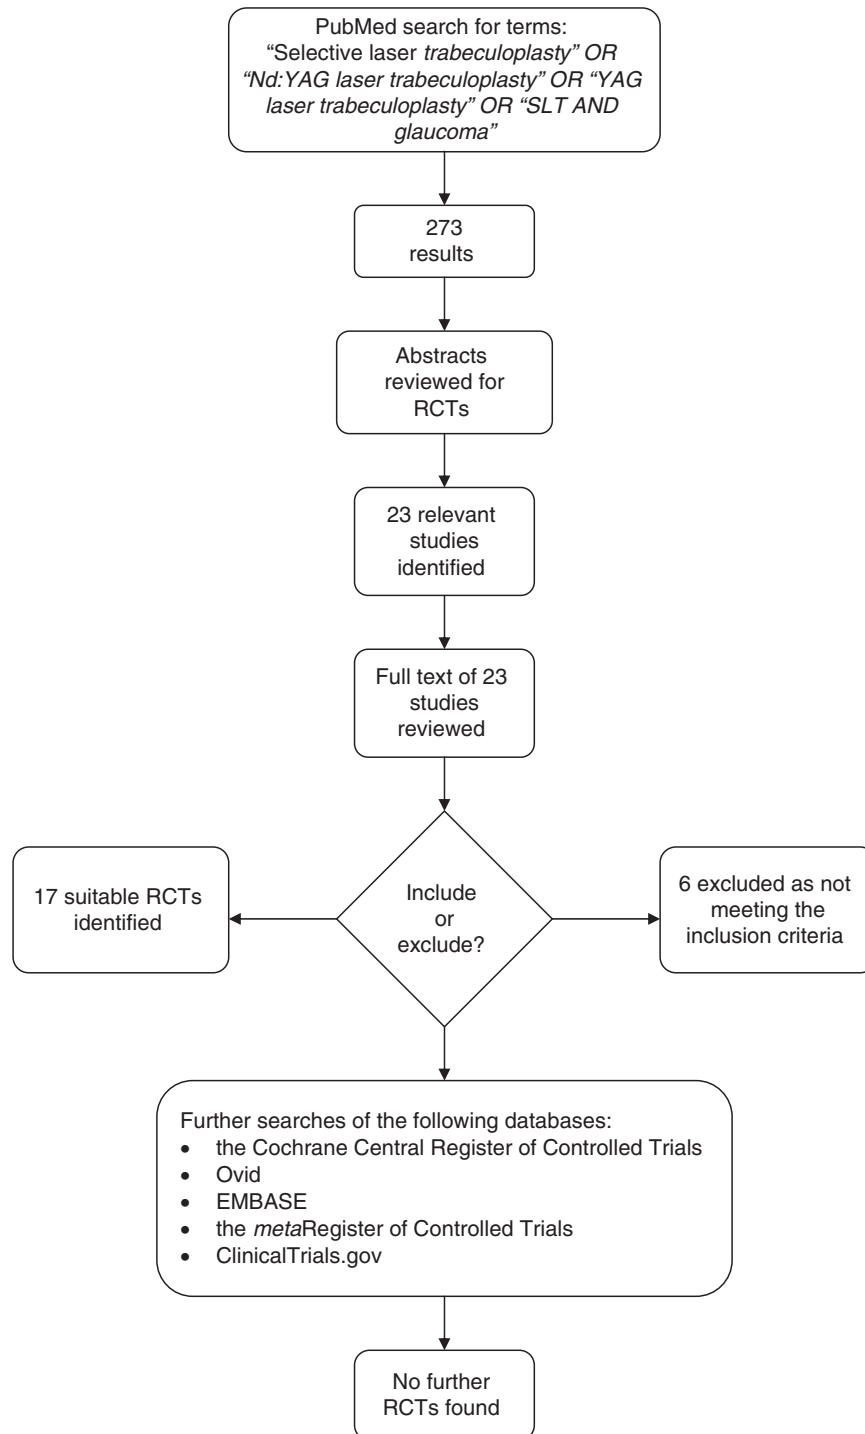 PubMed search for terms:
“Selective laser trabeculoplasty” OR
“Nd:YAG laser trabeculoplasty” OR “YAG
laser trabeculoplasty” OR “SLT AND
glaucoma”
273
results
Abstracts
reviewed for
RCTs
23 relevant
studies
identified
Full text of 23
studies
reviewed
17 suitable RCTs
identified
Include
or
exclude?
6 excluded as not
meeting the
inclusion criteria
Further searches of the following databases:
• the Cochrane Central Register of Controlled Trials
• Ovid
• EMBASE
• the metaRegister of Controlled Trials
• ClinicalTrials.gov
No further
RCTs found